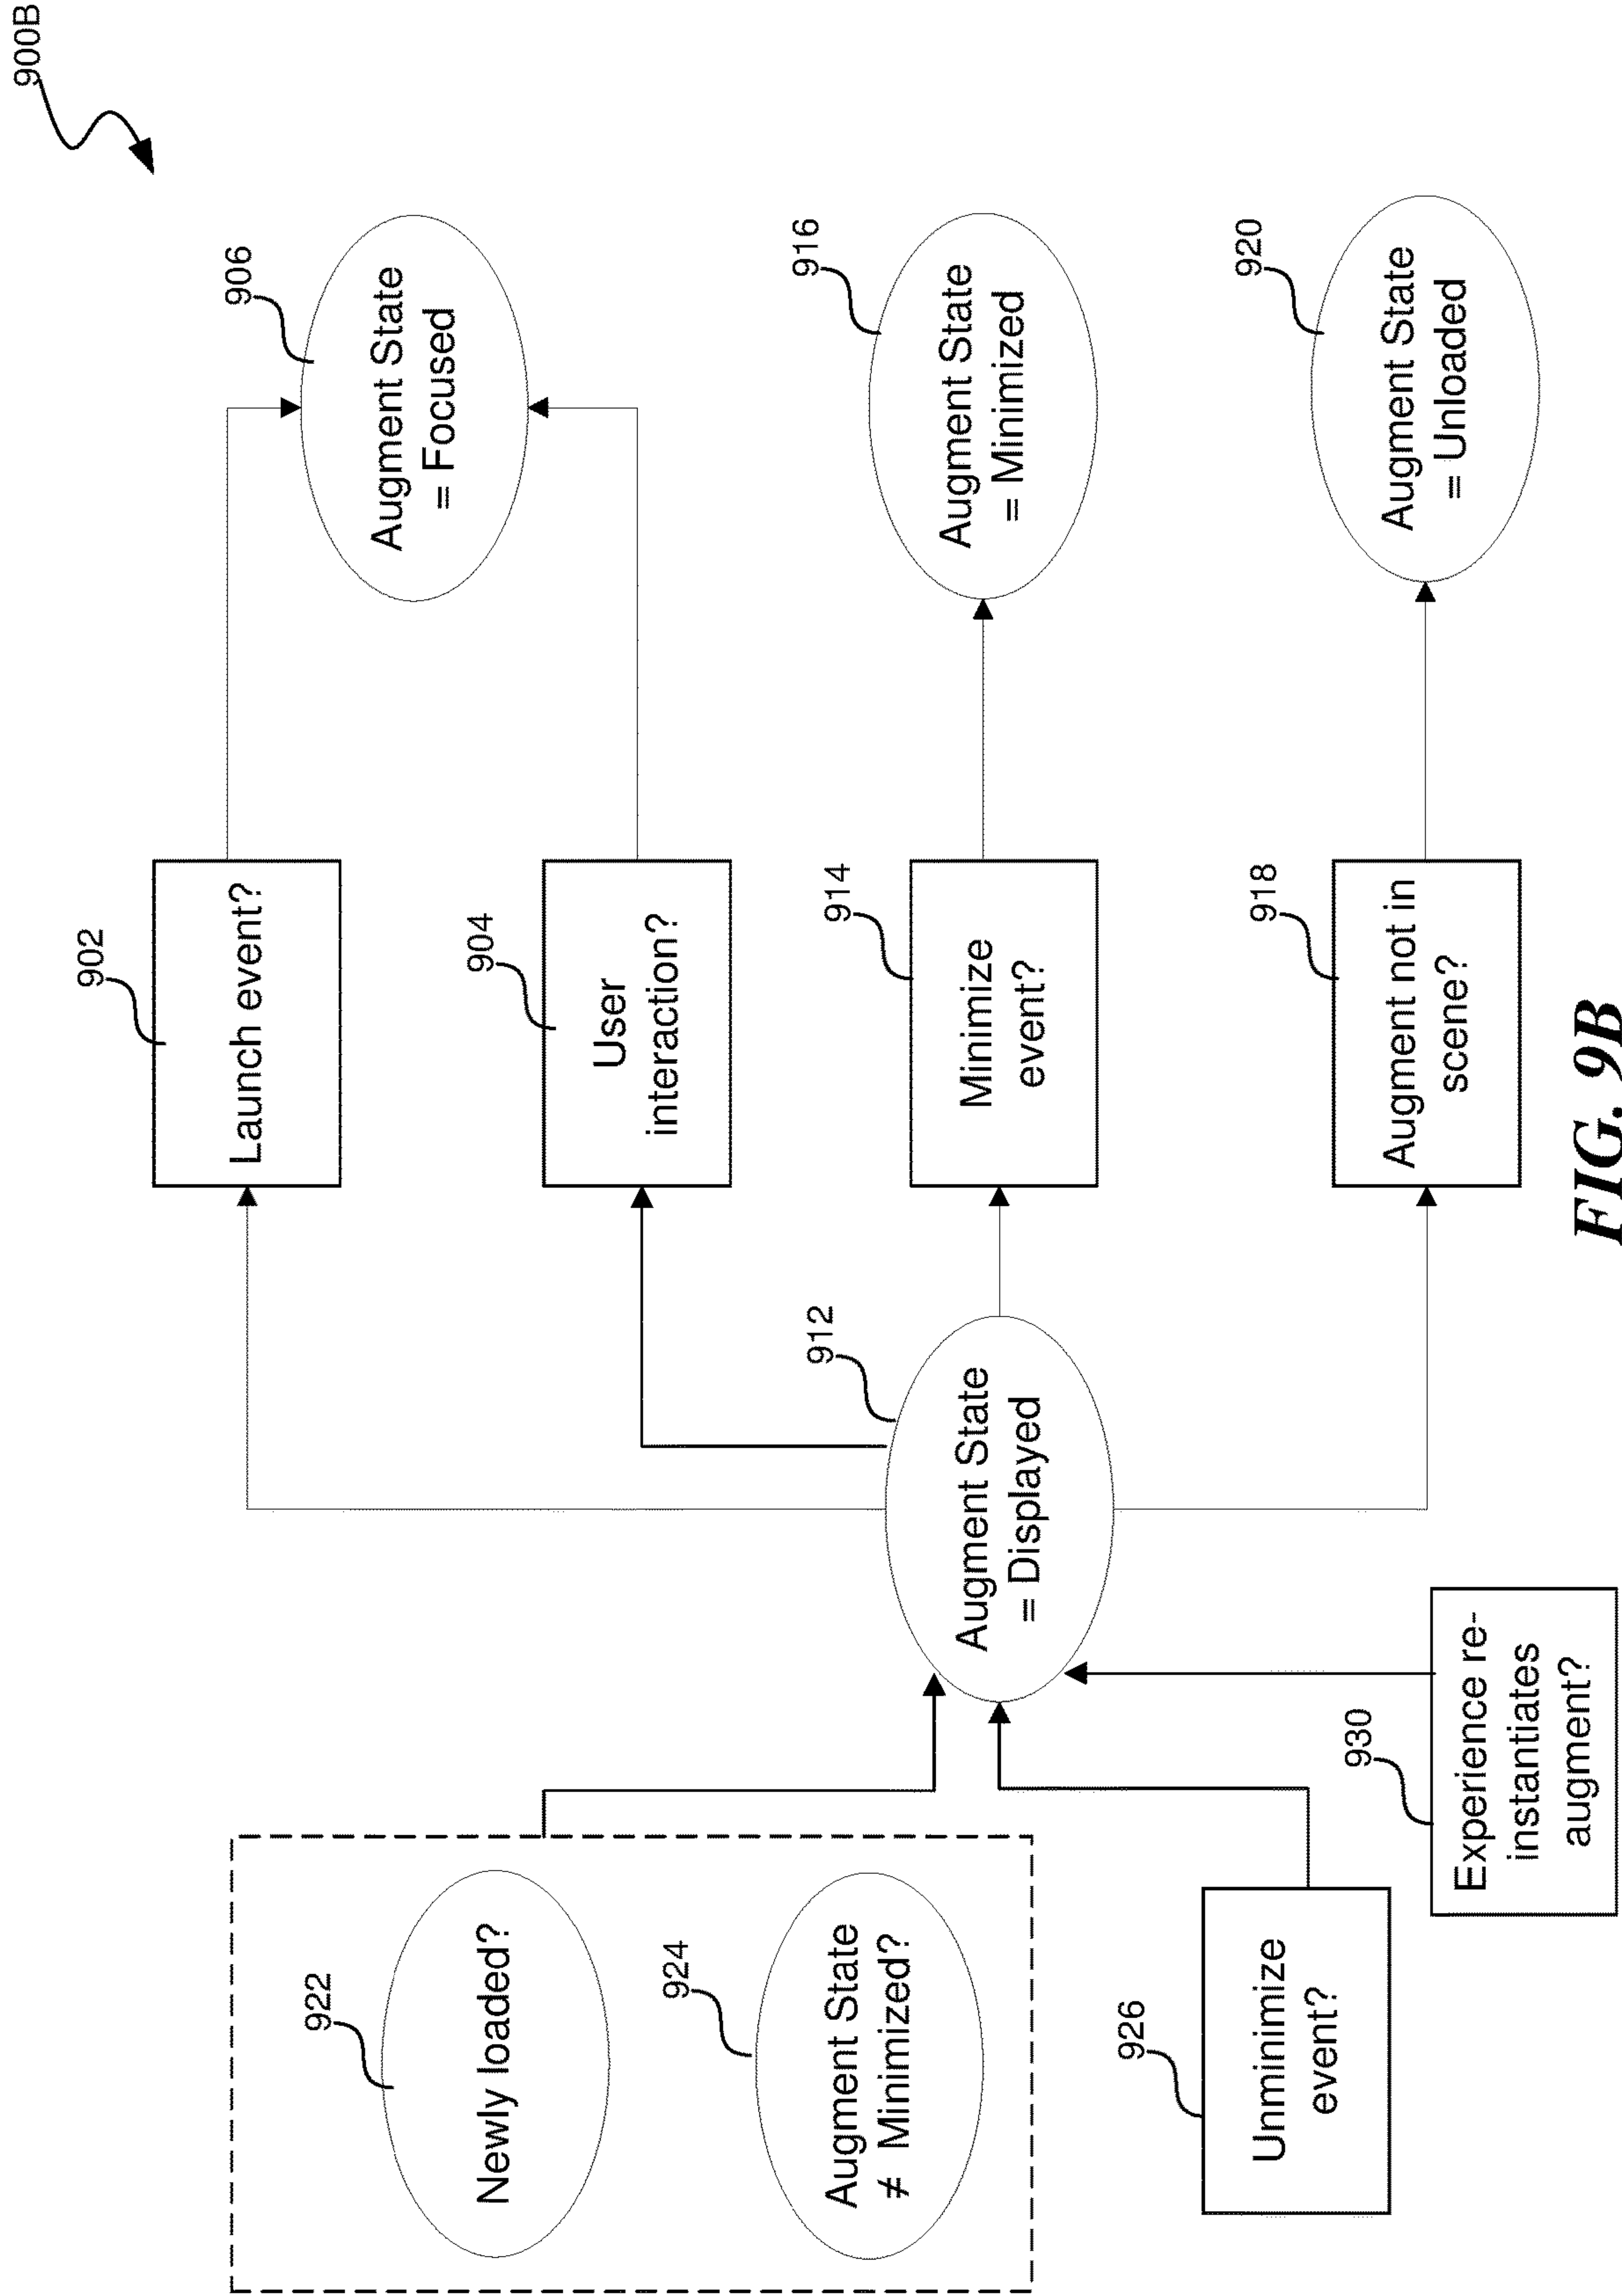 900B
902
Launch event?
906
Augment State
= Focused
904
User
interaction?
922
Newly loaded?
924
Augment State
≠ Minimized?
912
Augment State
= Displayed
914
Minimize
event?
916
Augment State
= Minimized
926
Unminimize
event?
930
Experience re-
instantiates
augment?
918
Augment not in
scene?
920
Augment State
= Unloaded
FIG. 9B